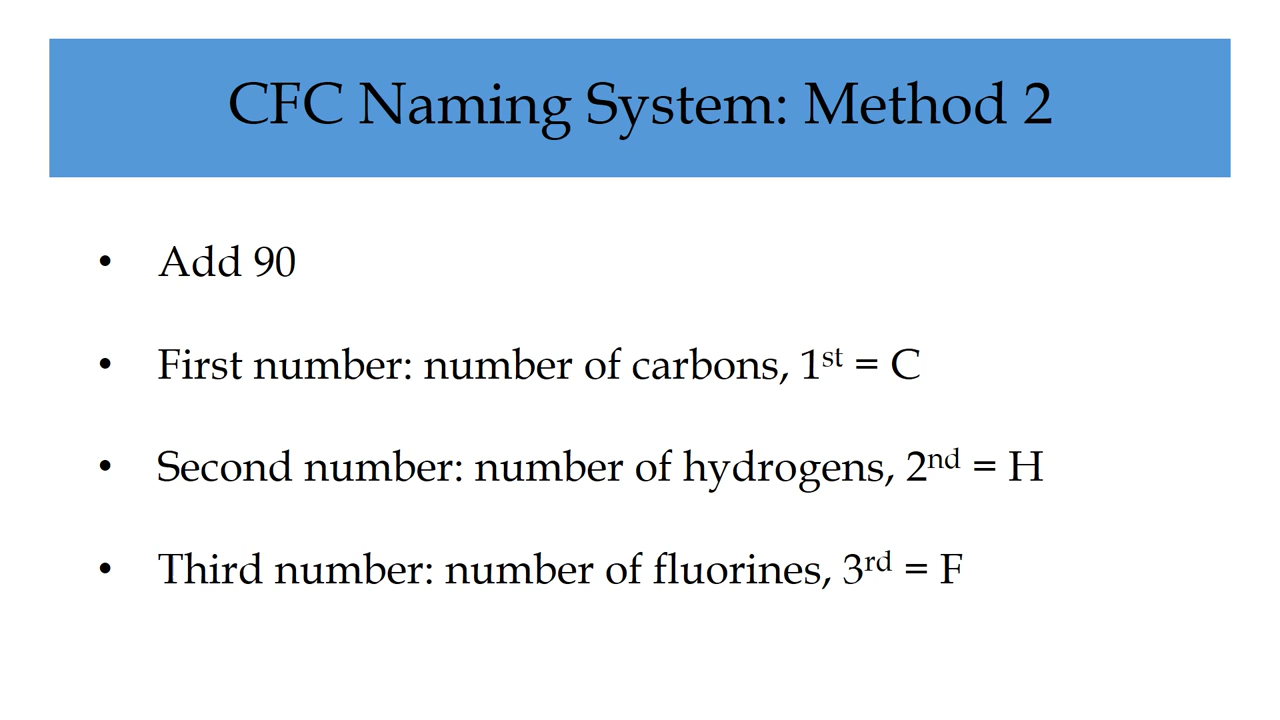 CFC Naming System: Method 2
• Add 90
• First number: number of carbons, 1st = C
• Second number: number of hydrogens, 2nd = H
• Third number: number of fluorines, 3rd = F